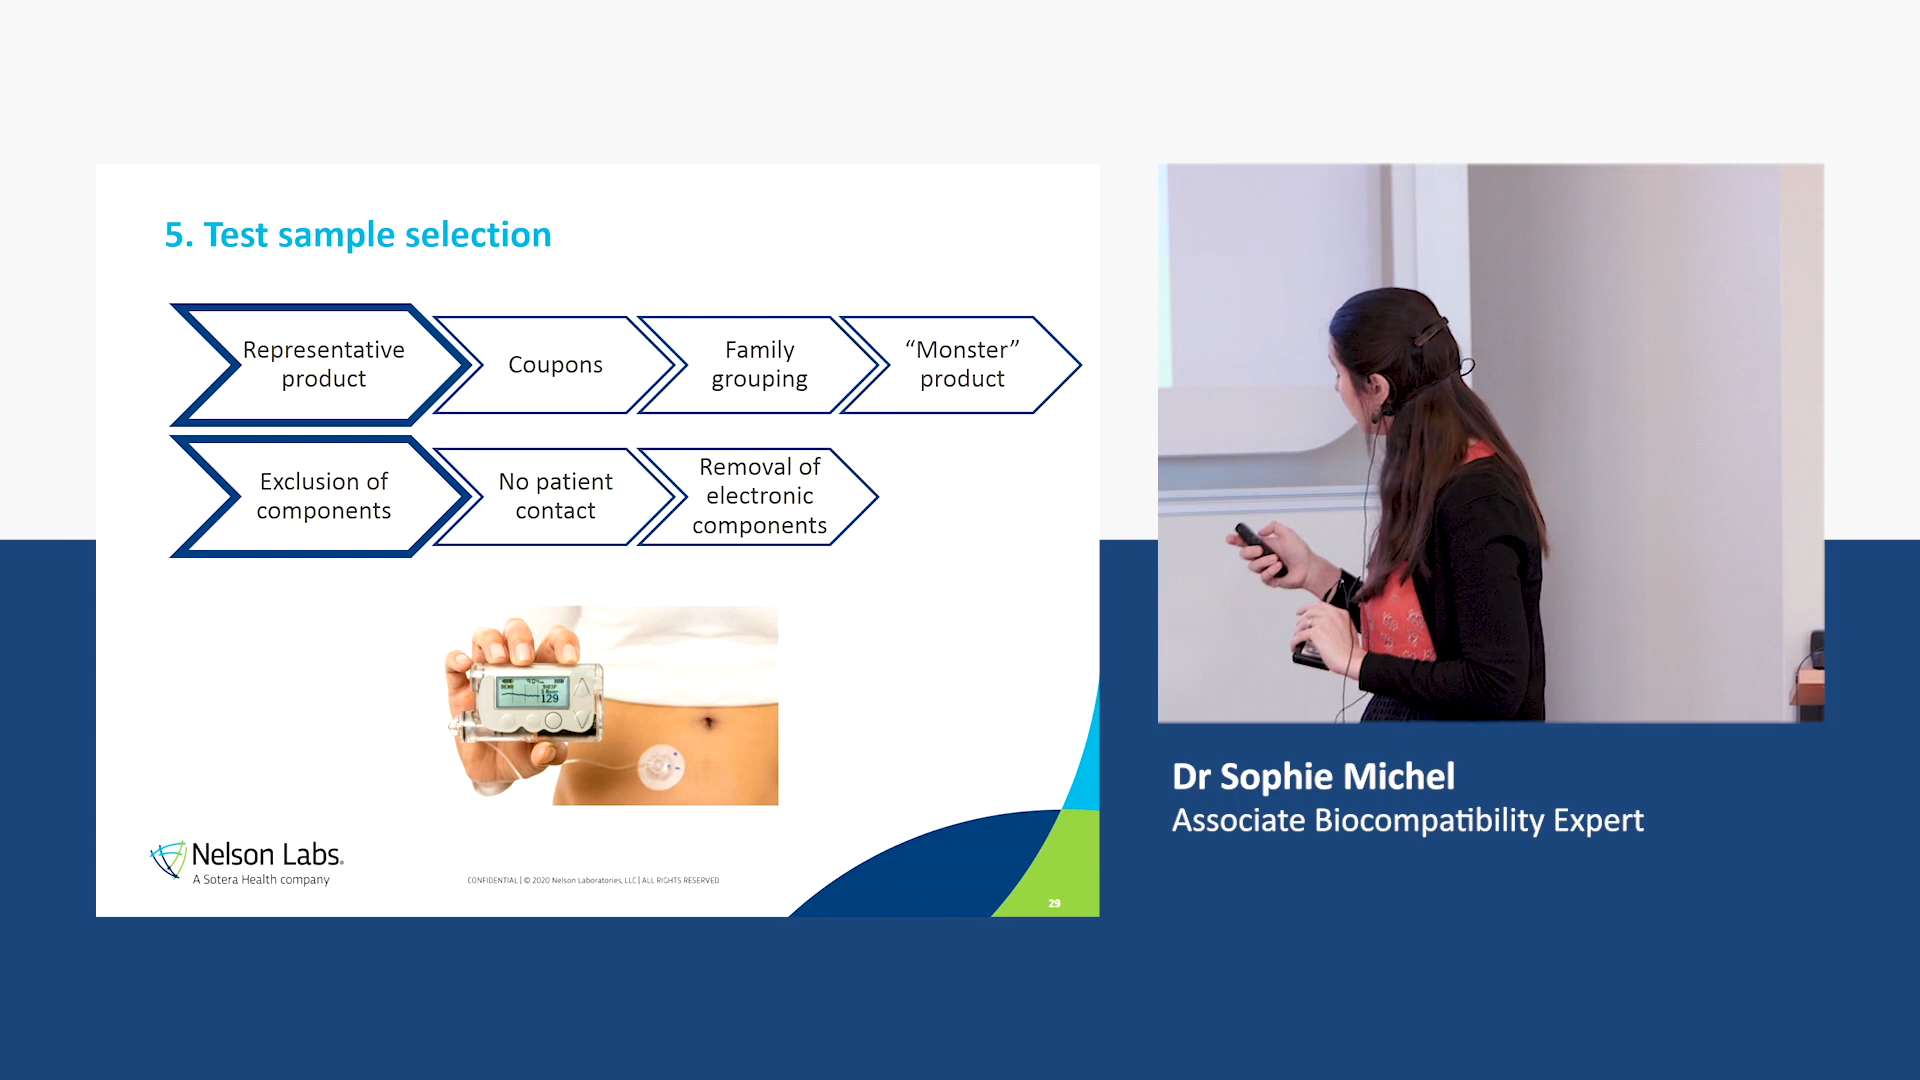 5. Test sample selection
Representative
product
Coupons
Family
grouping
“Monster”
product
Exclusion of
components
No patient
contact
Removal of
electronic
components
129
Nelson Labs.
A Sotera Health company
CONFIDENTIAL | © 2020 Nelson Laboratories, LLC | ALL RIGHTS RESERVED
29
Dr Sophie Michel
Associate Biocompatibility Expert